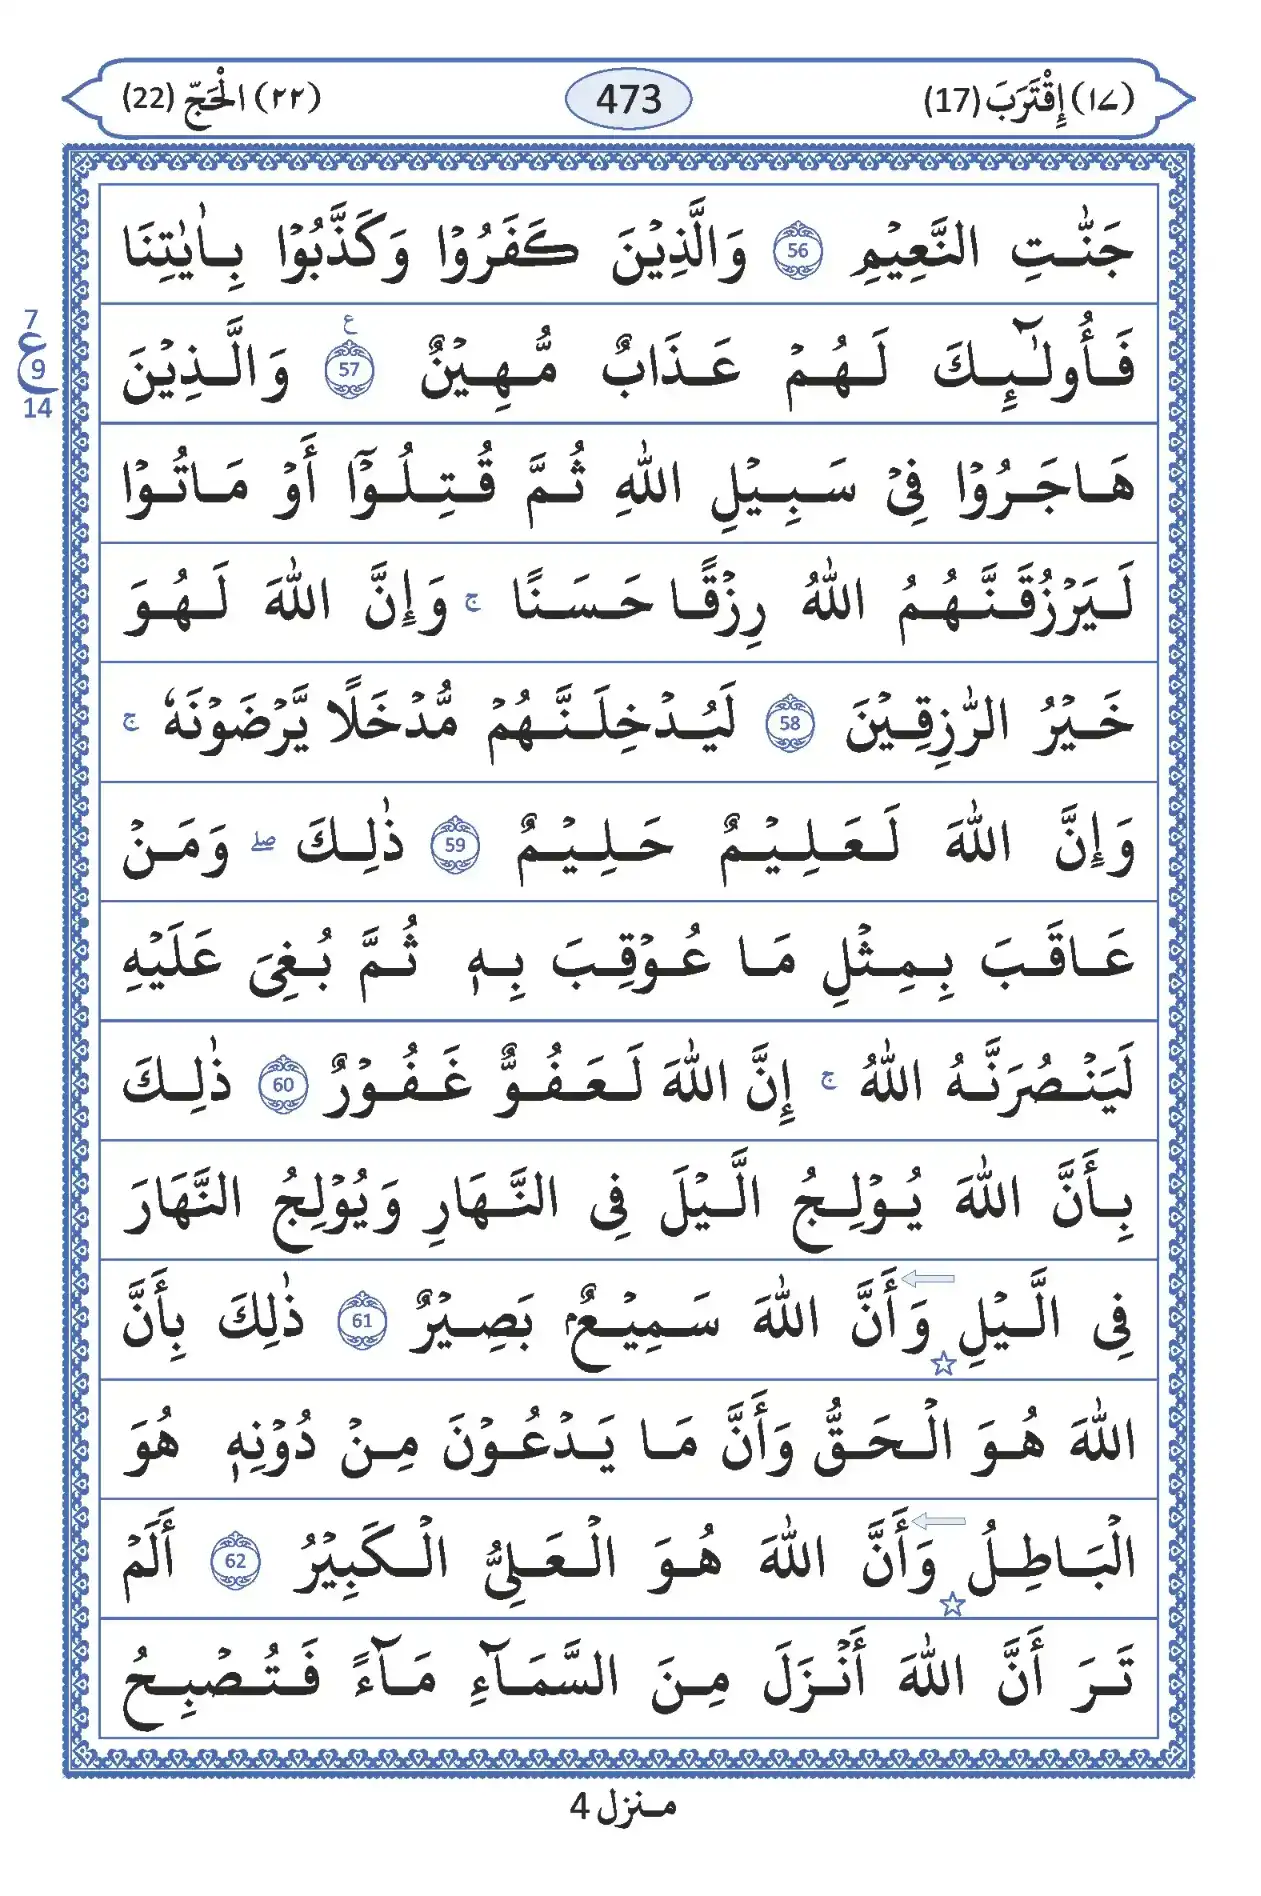 (١٧) إِقْتَرَبَ (17)
473
(٢٢) الْحَجّ (22)
جَنّٰتِ النَّعِيْمِ 56 وَالَّذِيْنَ كَفَرُوْا وَكَذَّبُوْا بِاٰيٰتِنَا
فَأُولٰٓئِكَ لَهُمْ عَذَابٌ مُّهِيْنٌ ع 57 وَالَّذِيْنَ
7
ع
9
14
هَاجَرُوْا فِيْ سَبِيْلِ اللّٰهِ ثُمَّ قُتِلُوْٓا أَوْ مَاتُوْا
لَيَرْزُقَنَّهُمُ اللّٰهُ رِزْقًا حَسَنًا ج وَإِنَّ اللّٰهَ لَهُوَ
خَيْرُ الرّٰزِقِيْنَ 58 لَيُدْخِلَنَّهُمْ مُّدْخَلًا يَّرْضَوْنَهٗ ج
وَإِنَّ اللّٰهَ لَعَلِيْمٌ حَلِيْمٌ 59 ذٰلِكَ صلے وَمَنْ
عَاقَبَ بِمِثْلِ مَا عُوْقِبَ بِهٖ ثُمَّ بُغِيَ عَلَيْهِ
لَيَنْصُرَنَّهُ اللّٰهُ ج إِنَّ اللّٰهَ لَعَفُوٌّ غَفُوْرٌ 60 ذٰلِكَ
بِأَنَّ اللّٰهَ يُوْلِجُ الَّيْلَ فِي النَّهَارِ وَيُوْلِجُ النَّهَارَ
فِي الَّيْلِ وَأَنَّ اللّٰهَ سَمِيْعٌۢ بَصِيْرٌ 61 ذٰلِكَ بِأَنَّ
اللّٰهَ هُوَ الْحَقُّ وَأَنَّ مَا يَدْعُوْنَ مِنْ دُوْنِهٖ هُوَ
الْبَاطِلُ وَأَنَّ اللّٰهَ هُوَ الْعَلِيُّ الْكَبِيْرُ 62 أَلَمْ
تَرَ أَنَّ اللّٰهَ أَنْزَلَ مِنَ السَّمَآءِ مَآءً فَتُصْبِحُ
منزل 4